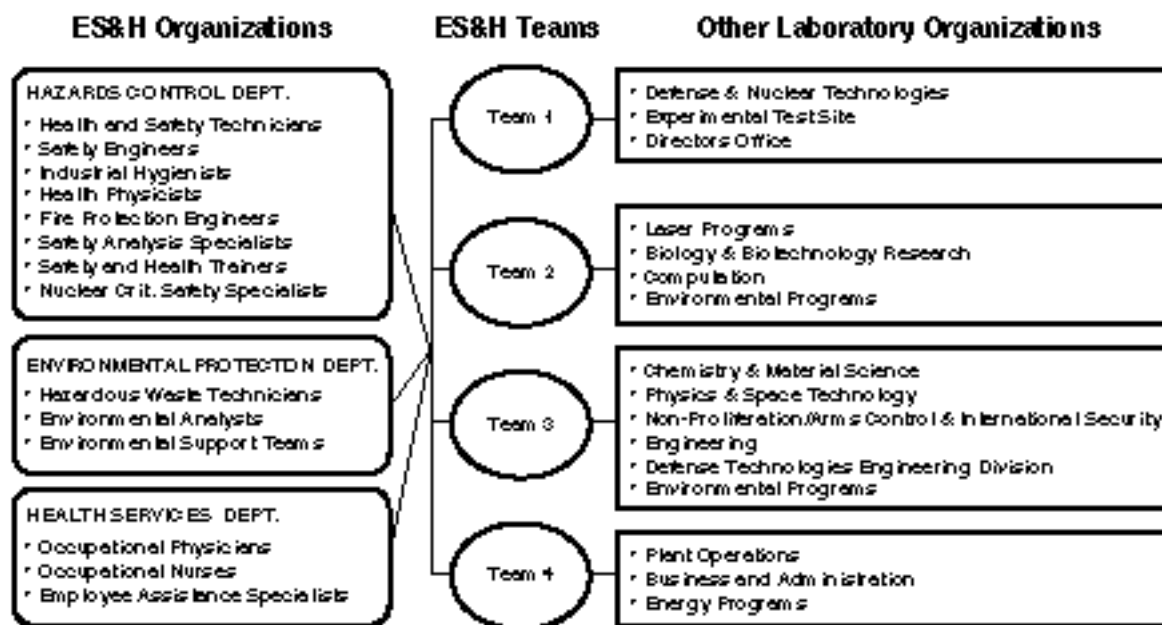 ES&H Organizations
ES&H Teams
Other Laboratory Organizations
HAZARDS CONTROL DEPT.
• Health and Safety Technicians
• Safety Engineers
• Industrial Hygienists
• Health Physicists
• Fire Protection Engineers
• Safety Analysis Specialists
• Safety and Health Trainers
• Nuclear Crit. Safety Specialists
ENVIRONMENTAL PROTECTION DEPT.
• Hazardous Waste Technicians
• Environmental Analysts
• Environmental Support Teams
HEALTH SERVICES DEPT.
• Occupational Physicians
• Occupational Nurses
• Employee Assistance Specialists
Team 1
Team 2
Team 3
Team 4
• Defense & Nuclear Technologies
• Experimental Test Site
• Directors Office
• Laser Programs
• Biology & Biotechnology Research
• Computation
• Environmental Programs
• Chemistry & Material Science
• Physics & Space Technology
• Non-Proliferation/Arms Control & International Security
• Engineering
• Defense Technologies Engineering Division
• Environmental Programs
• Plant Operations
• Business and Administration
• Energy Programs